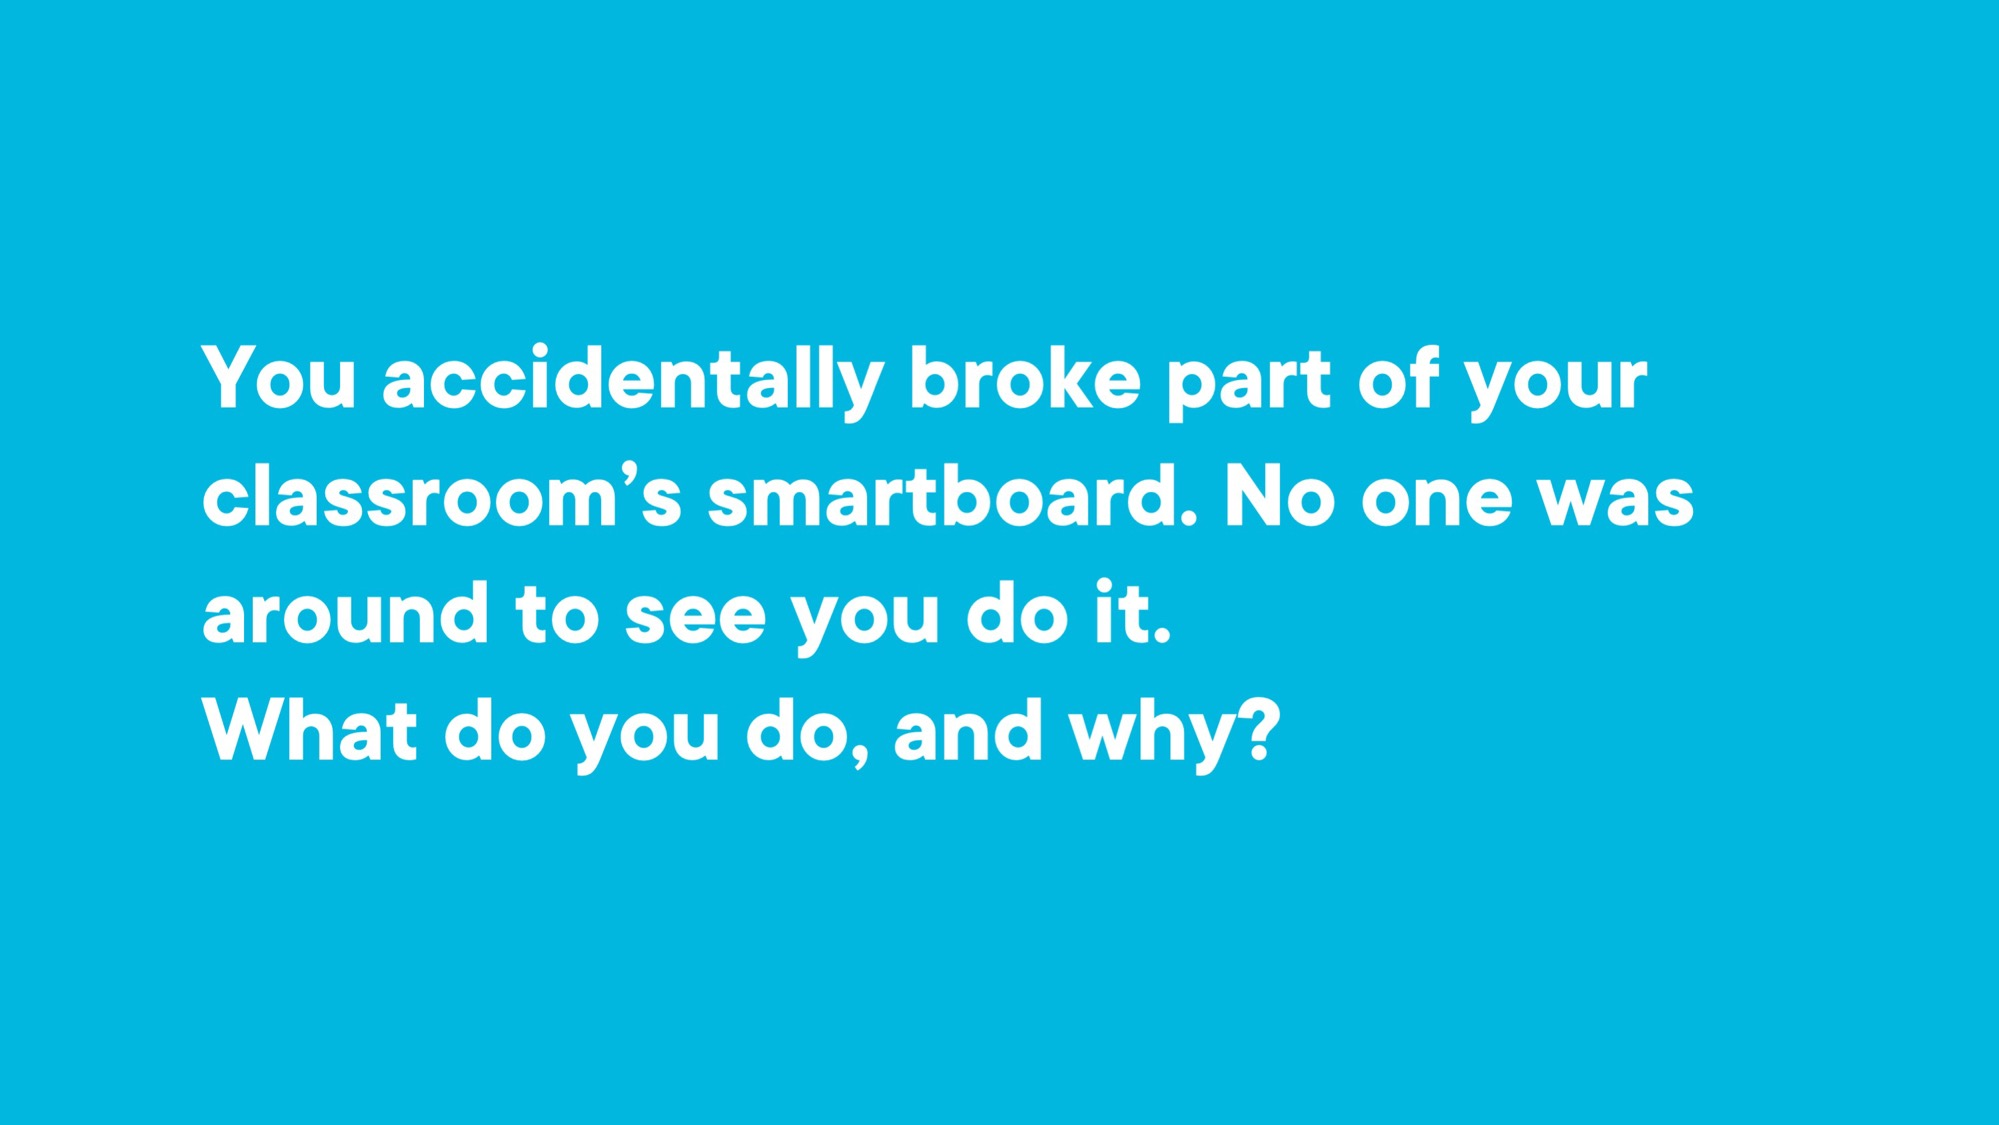 You accidentally broke part of your
classroom’s smartboard. No one was
around to see you do it.
What do you do, and why?